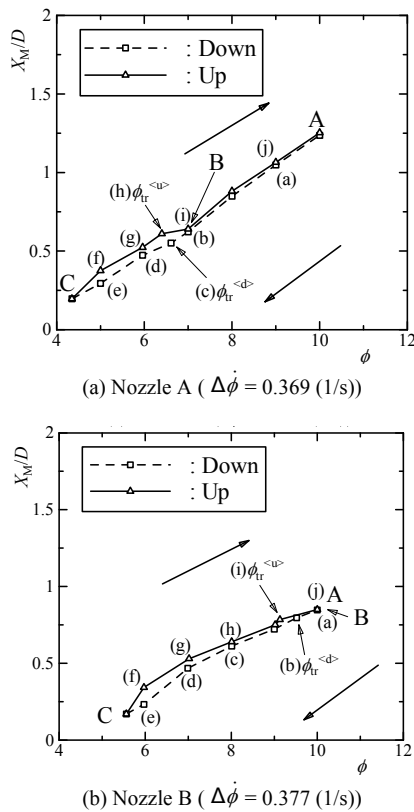 X_M/D
2
: Down
: Up
1.5
A
B
(j)
(h)ϕ_tr^<u>
1
(a)
(i)
(g)
(b)
(f)
0.5
(d)
C
(c)ϕ_tr^<d>
(e)
0
4 6 8 10 12
ϕ
(a) Nozzle A ( Δϕ̇ = 0.369 (1/s))
X_M/D
2
: Down
: Up
1.5
(i)ϕ_tr^<u>
(j) A
1
B
(h)
(a)
(g)
(f)
(c)
(b)ϕ_tr^<d>
0.5
(d)
C
(e)
0
4 6 8 10 12
ϕ
(b) Nozzle B ( Δϕ̇ = 0.377 (1/s))